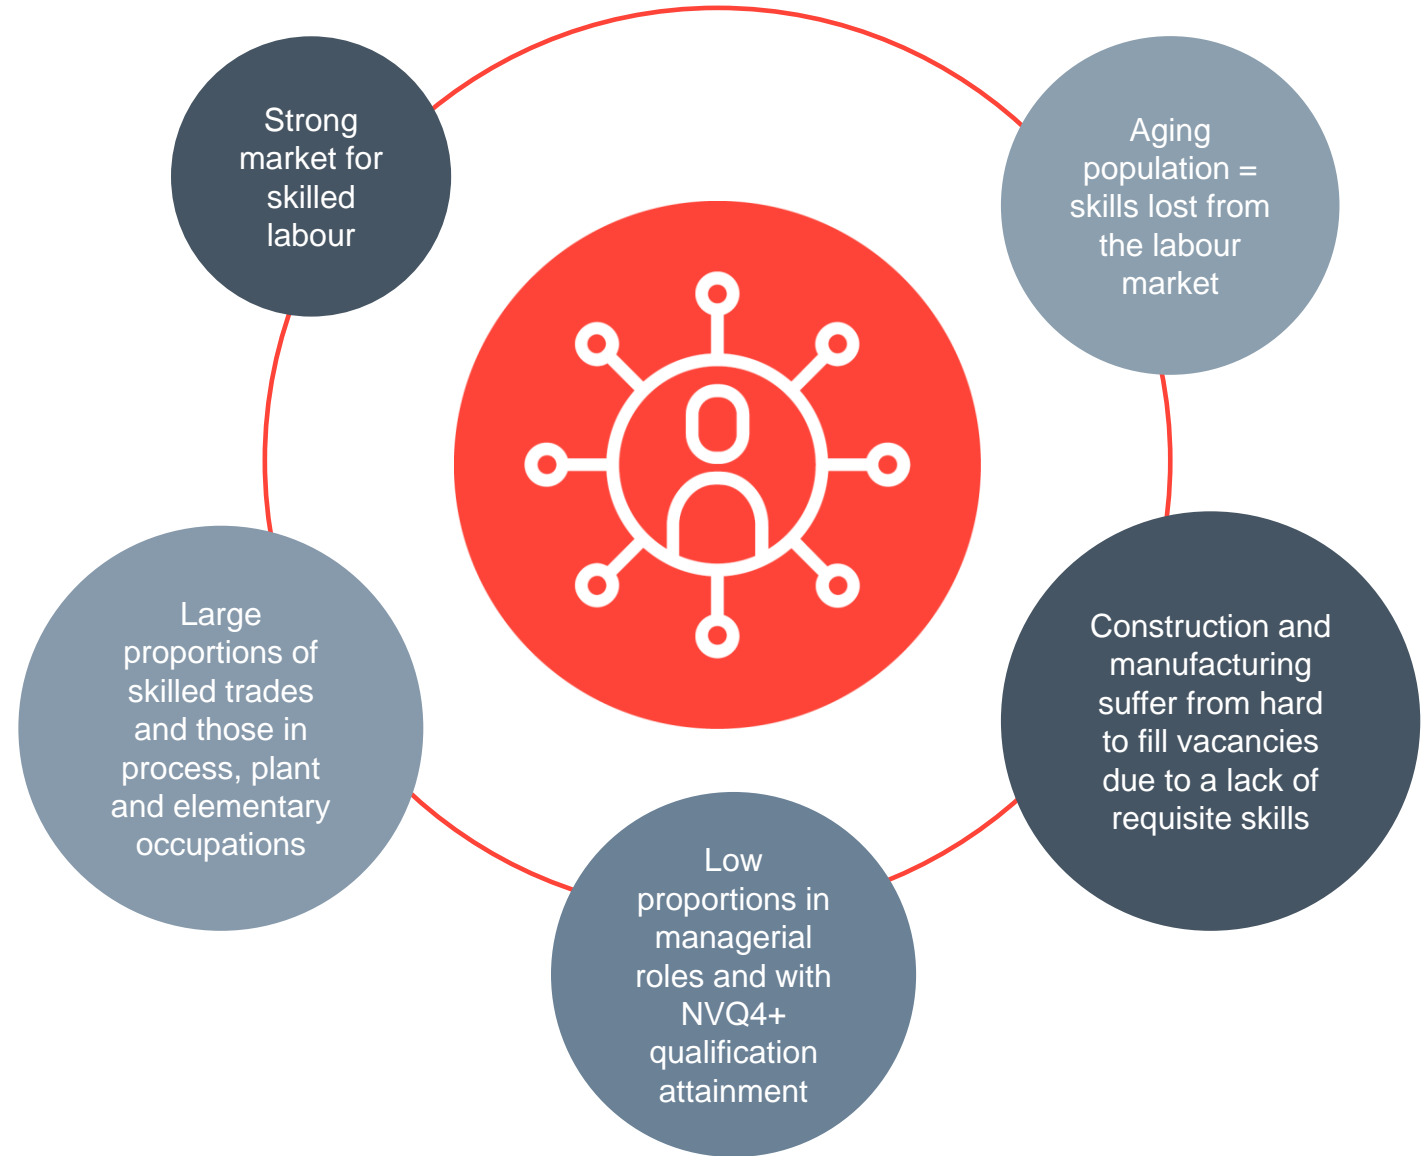 Strong
market for
skilled
labour
Aging
population =
skills lost from
the labour
market
Large
proportions of
skilled trades
and those in
process, plant
and elementary
occupations
Construction and
manufacturing
suffer from hard
to fill vacancies
due to a lack of
requisite skills
Low
proportions in
managerial
roles and with
NVQ4+
qualification
attainment